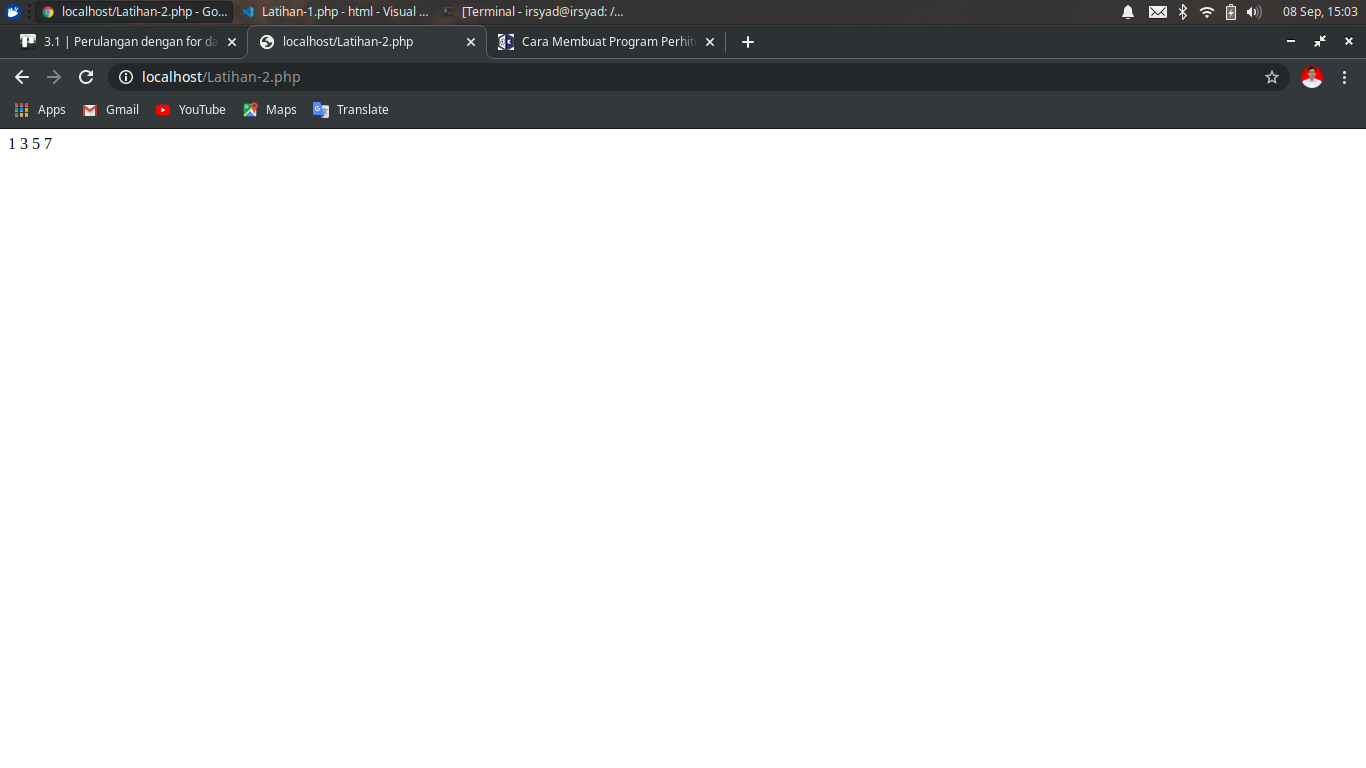 localhost/Latihan-2.php - Go... Latihan-1.php - html - Visual ... [Terminal - irsyad@irsyad: /... 08 Sep, 15:03
3.1 | Perulangan dengan for da localhost/Latihan-2.php Cara Membuat Program Perhit
localhost/Latihan-2.php
Apps Gmail YouTube Maps Translate
1 3 5 7